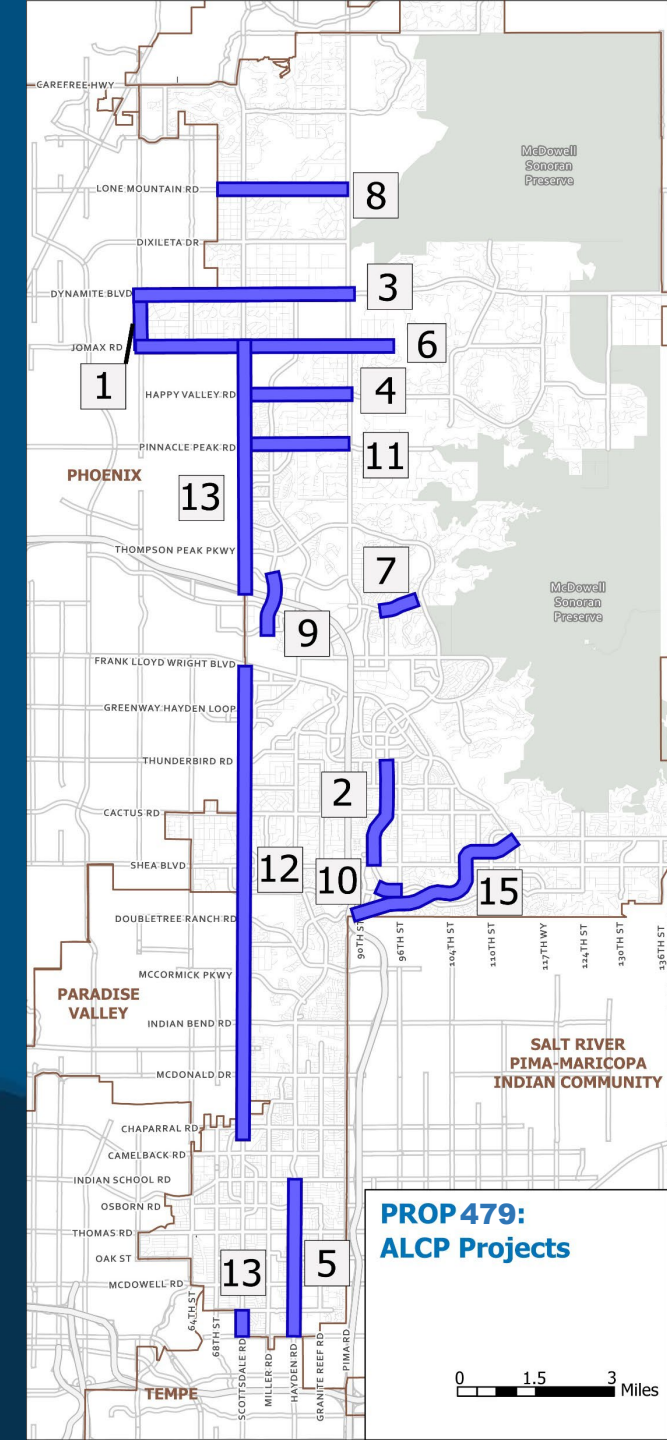 CAREFREE HWY
McDowell
Sonoran
Preserve
LONE MOUNTAIN RD
8
DIXILETA DR
DYNAMITE BLVD
3
JOMAX RD
6
1
HAPPY VALLEY RD
4
PINNACLE PEAK RD
11
PHOENIX
13
THOMPSON PEAK PKWY
7
McDowell
Sonoran
Preserve
9
FRANK LLOYD WRIGHT BLVD
GREENWAY HAYDEN LOOP
THUNDERBIRD RD
2
CACTUS RD
SHEA BLVD
12
10
15
DOUBLETREE RANCH RD
90TH ST
96TH ST
104TH ST
110TH ST
117TH WY
124TH ST
130TH ST
136TH ST
MCCORMICK PKWY
PARADISE
VALLEY
INDIAN BEND RD
SALT RIVER
PIMA-MARICOPA
INDIAN COMMUNITY
MCDONALD DR
CHAPARRAL RD
CAMELBACK RD
INDIAN SCHOOL RD
OSBORN RD
THOMAS RD
OAK ST
MCDOWELL RD
13
5
64TH ST
68TH ST
SCOTTSDALE RD
MILLER RD
HAYDEN RD
GRANITE REEF RD
PIMA RD
TEMPE
PROP 479:
ALCP Projects
0 1.5 3 Miles